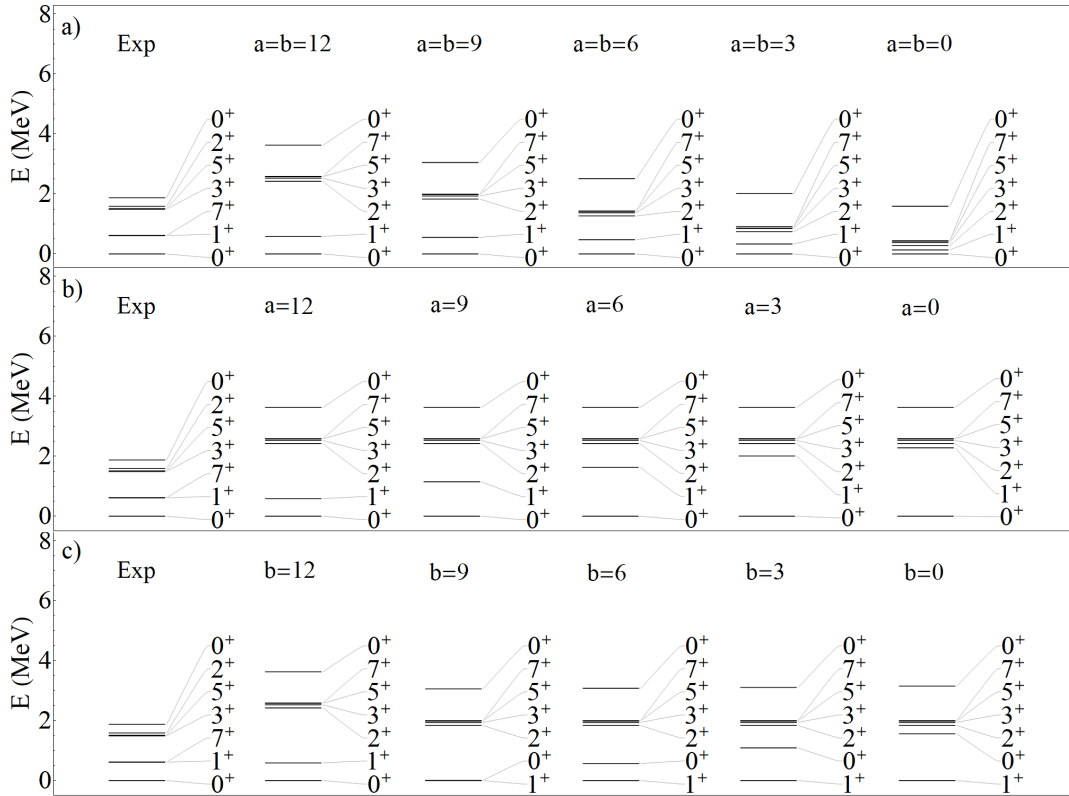 a)
Exp a=b=12 a=b=9 a=b=6 a=b=3 a=b=0
E (MeV)
8
6
4
2
0
0⁺ 0⁺ 0⁺ 0⁺ 0⁺ 0⁺
2⁺ 7⁺ 7⁺ 7⁺ 7⁺ 7⁺
5⁺ 5⁺ 5⁺ 5⁺ 5⁺ 5⁺
3⁺ 3⁺ 3⁺ 3⁺ 3⁺ 3⁺
7⁺ 2⁺ 2⁺ 2⁺ 2⁺ 2⁺
1⁺ 1⁺ 1⁺ 1⁺ 1⁺ 1⁺
0⁺ 0⁺ 0⁺ 0⁺ 0⁺ 0⁺
b)
Exp a=12 a=9 a=6 a=3 a=0
E (MeV)
8
6
4
2
0
0⁺ 0⁺ 0⁺ 0⁺ 0⁺ 0⁺
2⁺ 7⁺ 7⁺ 7⁺ 7⁺ 7⁺
5⁺ 5⁺ 5⁺ 5⁺ 5⁺ 5⁺
3⁺ 3⁺ 3⁺ 3⁺ 3⁺ 3⁺
7⁺ 2⁺ 2⁺ 2⁺ 2⁺ 2⁺
1⁺ 1⁺ 1⁺ 1⁺ 1⁺ 1⁺
0⁺ 0⁺ 0⁺ 0⁺ 0⁺ 0⁺
c)
Exp b=12 b=9 b=6 b=3 b=0
E (MeV)
8
6
4
2
0
0⁺ 0⁺ 0⁺ 0⁺ 0⁺ 0⁺
2⁺ 7⁺ 7⁺ 7⁺ 7⁺ 7⁺
5⁺ 5⁺ 5⁺ 5⁺ 5⁺ 5⁺
3⁺ 3⁺ 3⁺ 3⁺ 3⁺ 3⁺
7⁺ 2⁺ 2⁺ 2⁺ 2⁺ 2⁺
1⁺ 1⁺ 0⁺ 0⁺ 0⁺ 0⁺
0⁺ 0⁺ 1⁺ 1⁺ 1⁺ 1⁺